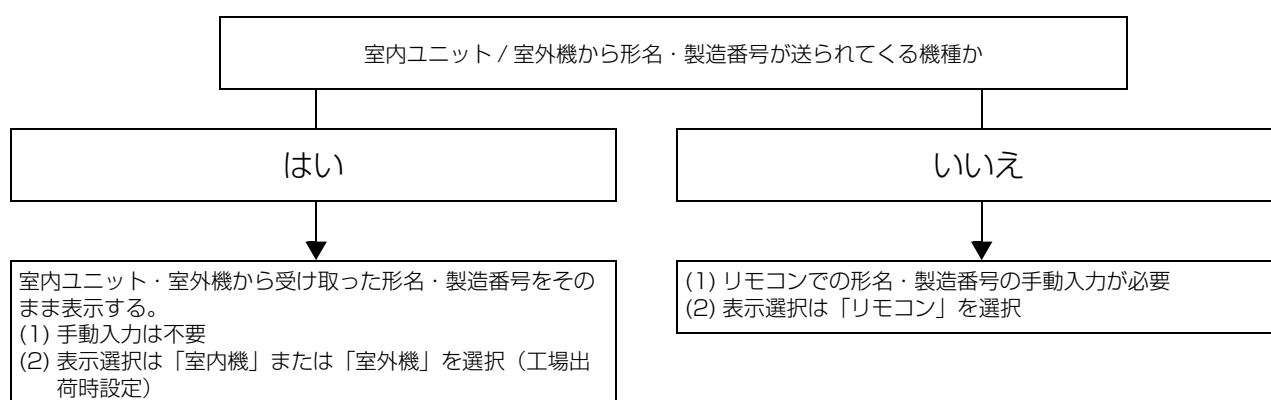 室内ユニット / 室外機から形名・製造番号が送られてくる機種か
はい
いいえ
室内ユニット・室外機から受け取った形名・製造番号をその
まま表示する。
(1) 手動入力は不要
(2) 表示選択は「室内機」または「室外機」を選択（工場出
荷時設定）
(1) リモコンでの形名・製造番号の手動入力が必要
(2) 表示選択は「リモコン」を選択